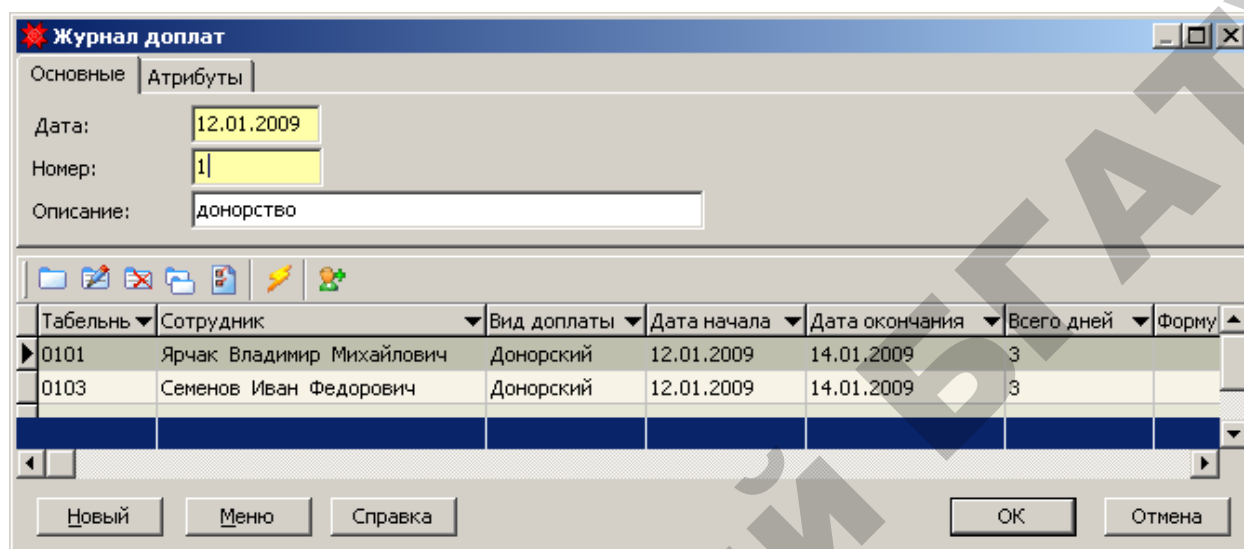 Журнал доплат
Основные Атрибуты
Дата: 12.01.2009
Номер: 1
Описание: донорство
Табельнь Сотрудник Вид доплаты Дата начала Дата окончания Всего дней Форму
0101 Ярчак Владимир Михайлович Донорский 12.01.2009 14.01.2009 3
0103 Семенов Иван Федорович Донорский 12.01.2009 14.01.2009 3
Новый Меню Справка ОК Отмена
Й БГАТ